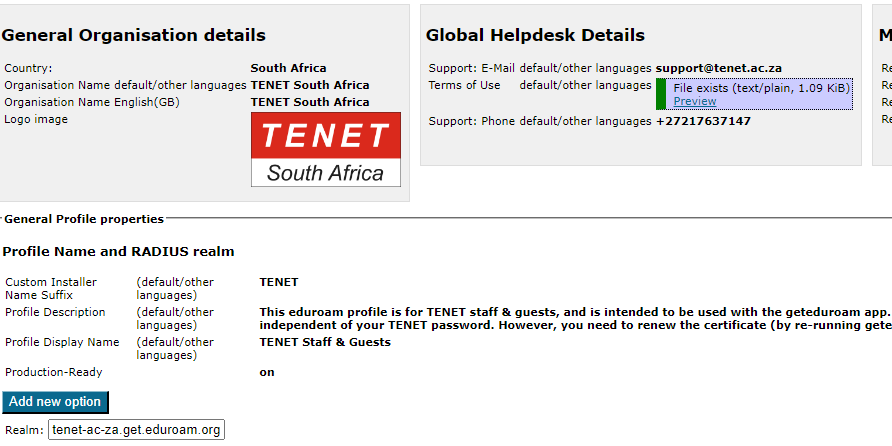 General Organisation details
Country: South Africa
Organisation Name default/other languages TENET South Africa
Organisation Name English(GB) TENET South Africa
Logo image
TENET
South Africa
Global Helpdesk Details
Support: E-Mail default/other languages support@tenet.ac.za
Terms of Use default/other languages File exists (text/plain, 1.09 KiB)
Preview
Support: Phone default/other languages +27217637147
M
Re
Re
Re
Re
General Profile properties
Profile Name and RADIUS realm
Custom Installer (default/other TENET
Name Suffix languages)
Profile Description (default/other This eduroam profile is for TENET staff & guests, and is intended to be used with the geteduroam app.
languages) independent of your TENET password. However, you need to renew the certificate (by re-running gete
Profile Display Name (default/other TENET Staff & Guests
languages)
Production-Ready on
Add new option
Realm: tenet-ac-za.get.eduroam.org